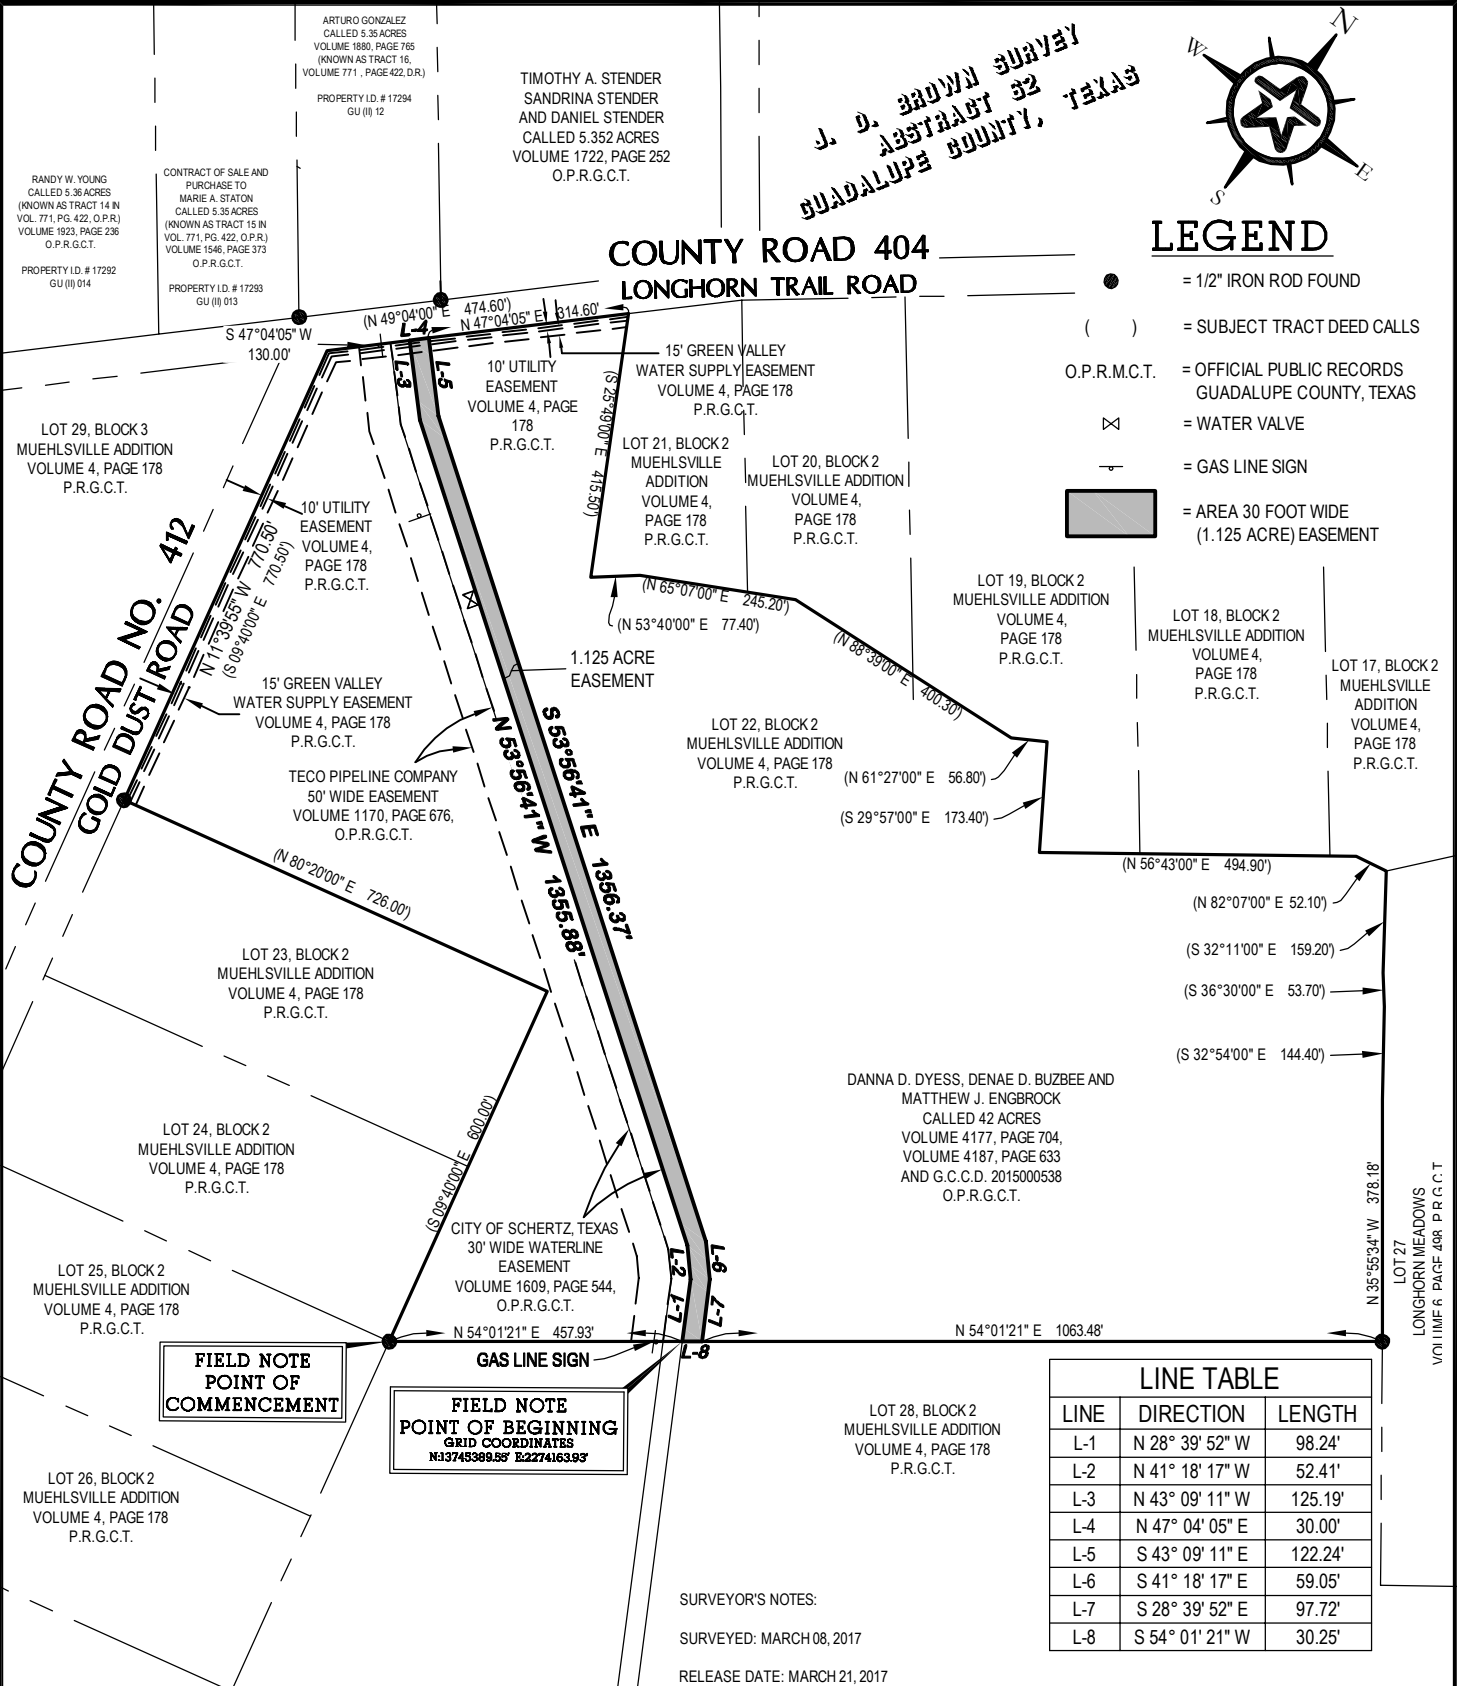 ARTURO GONZALEZ
CALLED 5.35 ACRES
VOLUME 1880, PAGE 765
(KNOWN AS TRACT 16,
VOLUME 771 , PAGE 422, D.R.)
PROPERTY I.D. # 17294
GU (II) 12
TIMOTHY A. STENDER
SANDRINA STENDER
AND DANIEL STENDER
CALLED 5.352 ACRES
VOLUME 1722, PAGE 252
O.P.R.G.C.T.
J. D. BROWN SURVEY
ABSTRACT 62
GUADALUPE COUNTY, TEXAS
N
W
E
S
RANDY W. YOUNG
CALLED 5.36 ACRES
(KNOWN AS TRACT 14 IN
VOL. 771, PG. 422, O.P.R.)
VOLUME 1923, PAGE 236
O.P.R.G.C.T.
PROPERTY I.D. # 17292
GU (II) 014
CONTRACT OF SALE AND
PURCHASE TO
MARIE A. STATON
CALLED 5.35 ACRES
(KNOWN AS TRACT 15 IN
VOL. 771, PG. 422, O.P.R.)
VOLUME 1546, PAGE 373
O.P.R.G.C.T.
PROPERTY I.D. # 17293
GU (II) 013
COUNTY ROAD 404
LONGHORN TRAIL ROAD
LEGEND
= 1/2" IRON ROD FOUND
( ) = SUBJECT TRACT DEED CALLS
O.P.R.M.C.T. = OFFICIAL PUBLIC RECORDS
GUADALUPE COUNTY, TEXAS
= WATER VALVE
= GAS LINE SIGN
= AREA 30 FOOT WIDE
(1.125 ACRE) EASEMENT
S 47°04'05" W
130.00'
(N 49°04'00" E 474.60')
N 47°04'05" E 314.60'
L-4
L-3
L-5
10' UTILITY
EASEMENT
VOLUME 4, PAGE
178
P.R.G.C.T.
15' GREEN VALLEY
WATER SUPPLY EASEMENT
VOLUME 4, PAGE 178
P.R.G.C.T.
(S 25°49'00" E 415.50')
LOT 29, BLOCK 3
MUEHLSVILLE ADDITION
VOLUME 4, PAGE 178
P.R.G.C.T.
LOT 21, BLOCK 2
MUEHLSVILLE
ADDITION
VOLUME 4,
PAGE 178
P.R.G.C.T.
LOT 20, BLOCK 2
MUEHLSVILLE ADDITION
VOLUME 4,
PAGE 178
P.R.G.C.T.
10' UTILITY
EASEMENT
VOLUME 4,
PAGE 178
P.R.G.C.T.
COUNTY ROAD NO. 412
GOLD DUST ROAD
N 11°39'55" W 770.50'
(S 09°40'00" E 770.50')
(N 65°07'00" E 245.20')
(N 53°40'00" E 77.40')
(N 88°39'00" E 400.30')
LOT 19, BLOCK 2
MUEHLSVILLE ADDITION
VOLUME 4,
PAGE 178
P.R.G.C.T.
LOT 18, BLOCK 2
MUEHLSVILLE ADDITION
VOLUME 4,
PAGE 178
P.R.G.C.T.
LOT 17, BLOCK 2
MUEHLSVILLE
ADDITION
VOLUME 4,
PAGE 178
P.R.G.C.T.
1.125 ACRE
EASEMENT
15' GREEN VALLEY
WATER SUPPLY EASEMENT
VOLUME 4, PAGE 178
P.R.G.C.T.
TECO PIPELINE COMPANY
50' WIDE EASEMENT
VOLUME 1170, PAGE 676,
O.P.R.G.C.T.
S 53°56'41" E 1356.37'
N 53°56'41" W 1355.88'
LOT 22, BLOCK 2
MUEHLSVILLE ADDITION
VOLUME 4, PAGE 178
P.R.G.C.T.
(N 61°27'00" E 56.80')
(S 29°57'00" E 173.40')
(N 56°43'00" E 494.90')
(N 82°07'00" E 52.10')
(S 32°11'00" E 159.20')
(S 36°30'00" E 53.70')
(S 32°54'00" E 144.40')
(N 80°20'00" E 726.00')
LOT 23, BLOCK 2
MUEHLSVILLE ADDITION
VOLUME 4, PAGE 178
P.R.G.C.T.
LOT 24, BLOCK 2
MUEHLSVILLE ADDITION
VOLUME 4, PAGE 178
P.R.G.C.T.
(S 09°40'00" E 600.00')
DANNA D. DYESS, DENAE D. BUZBEE AND
MATTHEW J. ENGBROCK
CALLED 42 ACRES
VOLUME 4177, PAGE 704,
VOLUME 4187, PAGE 633
AND G.C.C.D. 2015000538
O.P.R.G.C.T.
CITY OF SCHERTZ, TEXAS
30' WIDE WATERLINE
EASEMENT
VOLUME 1609, PAGE 544,
O.P.R.G.C.T.
L-2
L-6
L-1
L-7
L-8
N 35°55'34" W 378.18'
LOT 27
LONGHORN MEADOWS
VOLUME 6, PAGE 498, P.R.G.C.T.
LOT 25, BLOCK 2
MUEHLSVILLE ADDITION
VOLUME 4, PAGE 178
P.R.G.C.T.
N 54°01'21" E 457.93'
N 54°01'21" E 1063.48'
GAS LINE SIGN
FIELD NOTE
POINT OF
COMMENCEMENT
FIELD NOTE
POINT OF BEGINNING
GRID COORDINATES
N:13745389.55' E:2274163.93'
LOT 26, BLOCK 2
MUEHLSVILLE ADDITION
VOLUME 4, PAGE 178
P.R.G.C.T.
LOT 28, BLOCK 2
MUEHLSVILLE ADDITION
VOLUME 4, PAGE 178
P.R.G.C.T.
LINE TABLE
LINE DIRECTION LENGTH
L-1 N 28° 39' 52" W 98.24'
L-2 N 41° 18' 17" W 52.41'
L-3 N 43° 09' 11" W 125.19'
L-4 N 47° 04' 05" E 30.00'
L-5 S 43° 09' 11" E 122.24'
L-6 S 41° 18' 17" E 59.05'
L-7 S 28° 39' 52" E 97.72'
L-8 S 54° 01' 21" W 30.25'
SURVEYOR'S NOTES:
SURVEYED: MARCH 08, 2017
RELEASE DATE: MARCH 21, 2017